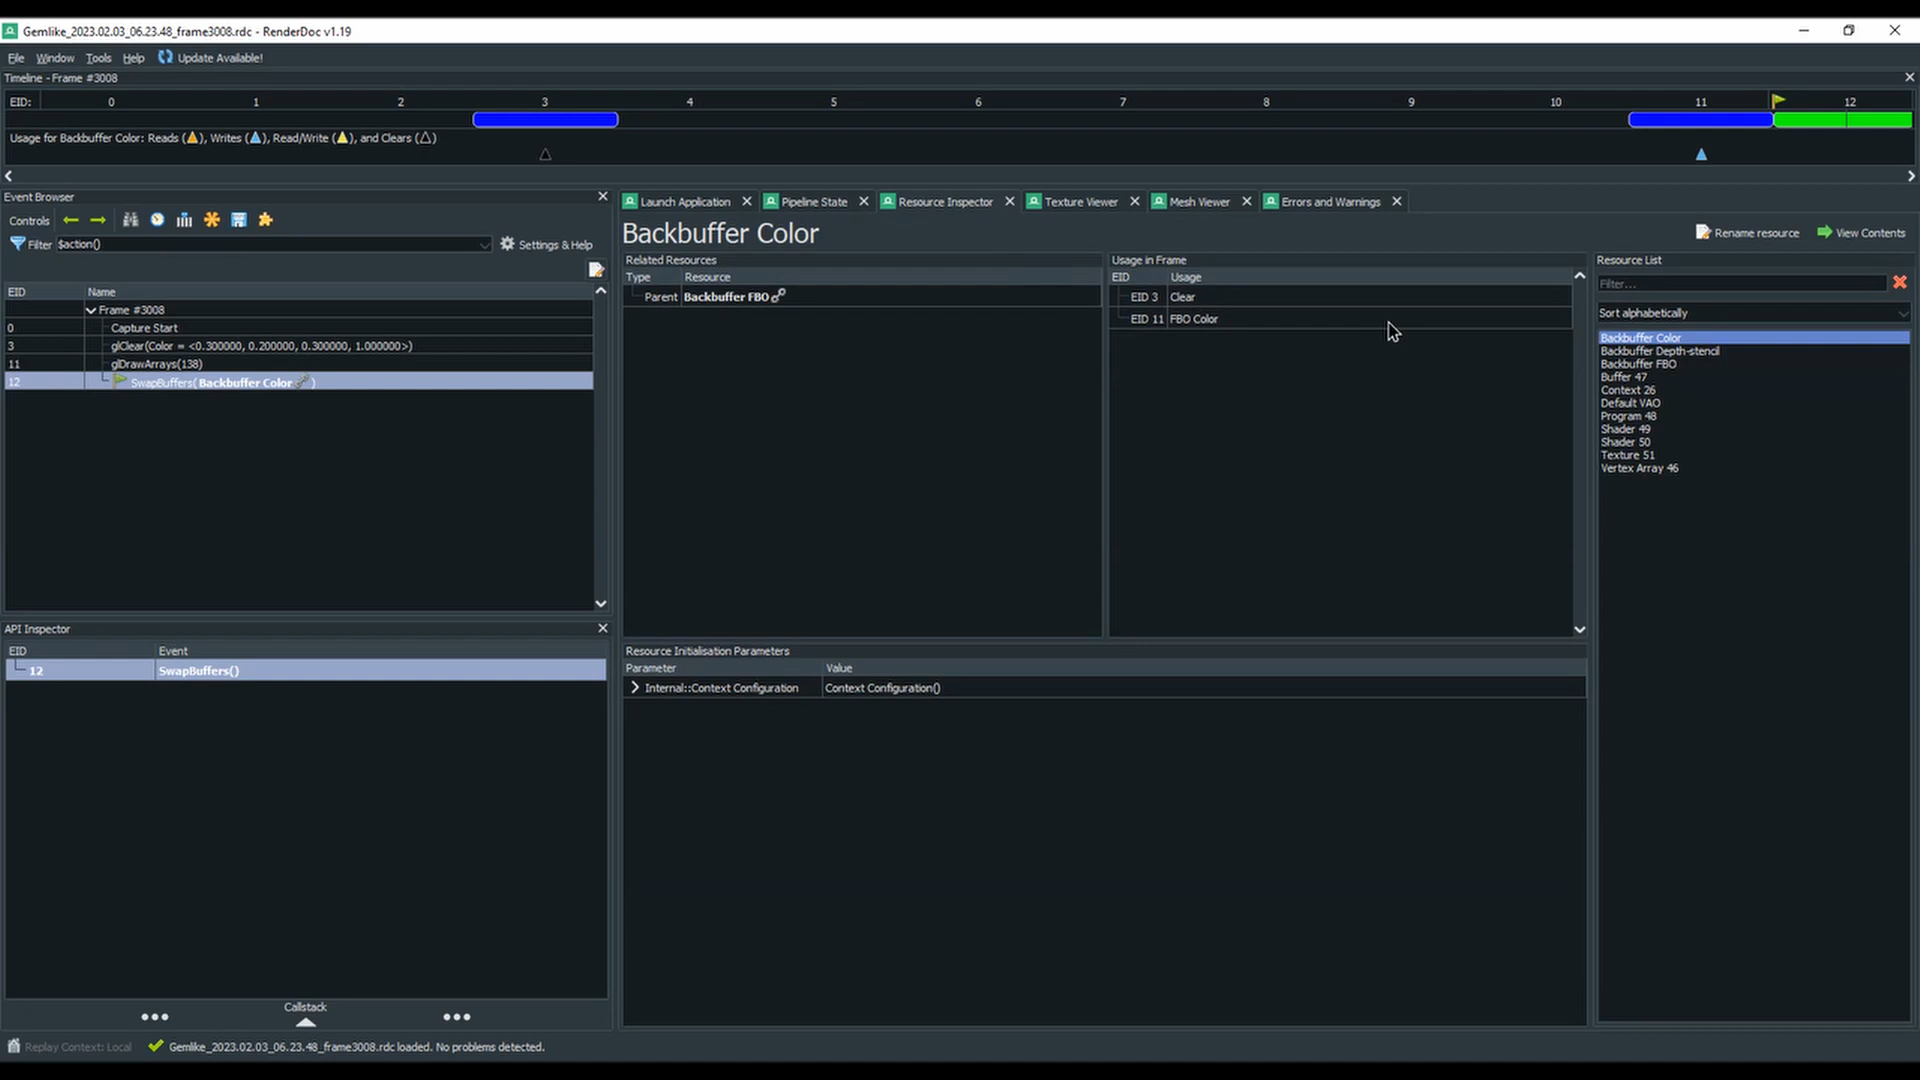 Gemlike_2023.02.03_06.23.48_frame3008.rdc - RenderDoc v1.19
File Window Tools Help Update Available!
Timeline - Frame #3008
EID: 0 1 2 3 4 5 6 7 8 9 10 11 12
Usage for Backbuffer Color: Reads (▲), Writes (▲), Read/Write (▲), and Clears (△)
Event Browser
Controls
Filter $action() Settings & Help
EID Name
Frame #3008
0 Capture Start
3 glClear(Color = <0.300000, 0.200000, 0.300000, 1.000000>)
11 glDrawArrays(138)
12 SwapBuffers( Backbuffer Color )
API Inspector
EID Event
12 SwapBuffers()
Callstack
Launch Application Pipeline State Resource Inspector Texture Viewer Mesh Viewer Errors and Warnings
Backbuffer Color
Rename resource View Contents
Related Resources
Type Resource
Parent Backbuffer FBO
Usage in Frame
EID Usage
EID 3 Clear
EID 11 FBO Color
Resource Initialisation Parameters
Parameter Value
Internal::Context Configuration Context Configuration()
Resource List
Filter...
Sort alphabetically
Backbuffer Color
Backbuffer Depth-stencil
Backbuffer FBO
Buffer 47
Context 26
Default VAO
Program 48
Shader 49
Shader 50
Texture 51
Vertex Array 46
Replay Context: Local Gemlike_2023.02.03_06.23.48_frame3008.rdc loaded. No problems detected.